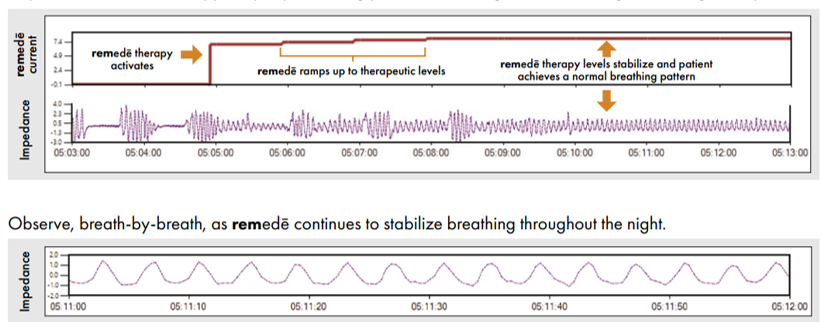 remedē
current
7.4
4.9
2.4
-0.1
remedē therapy
activates
remedē ramps up to therapeutic levels
remedē therapy levels stabilize and patient
achieves a normal breathing pattern
Impedance
4.0
2.3
0.5
-1.3
-3.0
05:03:00 05:04:00 05:05:00 05:06:00 05:07:00 05:08:00 05:09:00 05:10:00 05:11:00 05:12:00 05:13:00
Observe, breath-by-breath, as remedē continues to stabilize breathing throughout the night.
Impedance
2.0
1.0
0.0
-1.0
-2.0
05:11:00 05:11:10 05:11:20 05:11:30 05:11:40 05:11:50 05:12:00